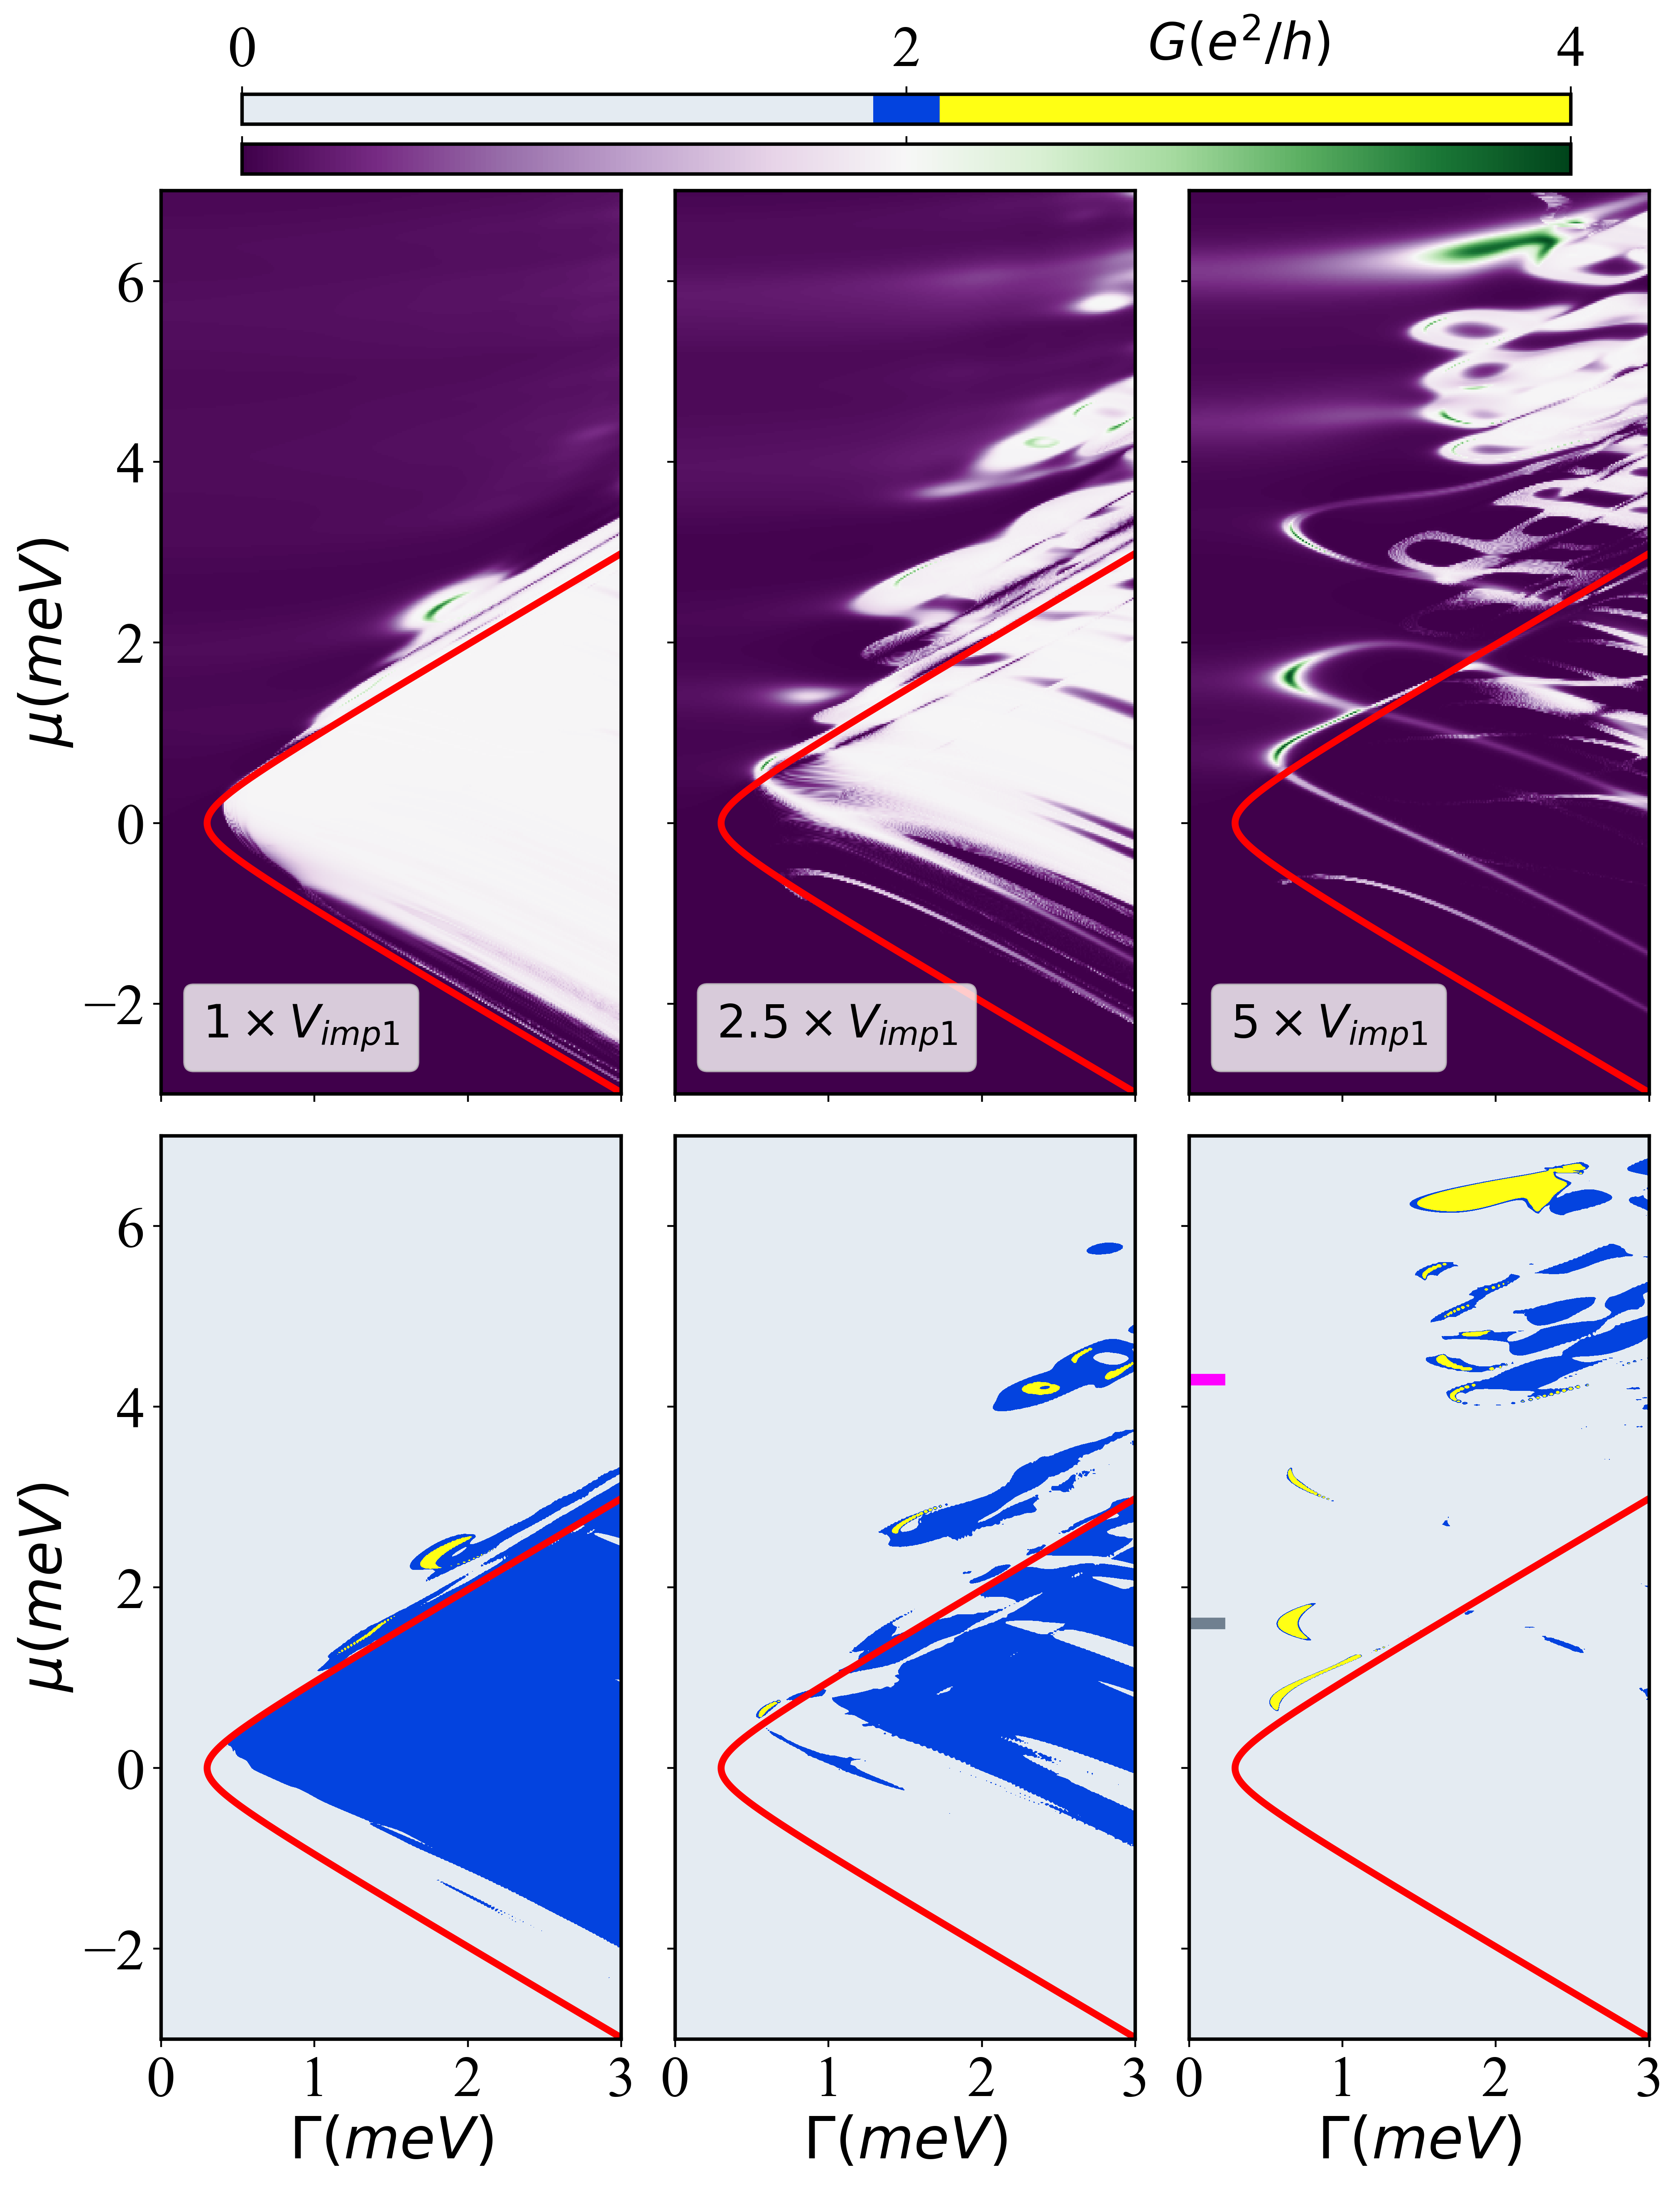 0 2 G(e²/h) 4
μ(meV)
6
4
2
0
−2
1 × V_imp1
2.5 × V_imp1
5 × V_imp1
μ(meV)
6
4
2
0
−2
0 1 2 3 0 1 2 3 0 1 2 3
Γ(meV) Γ(meV) Γ(meV)